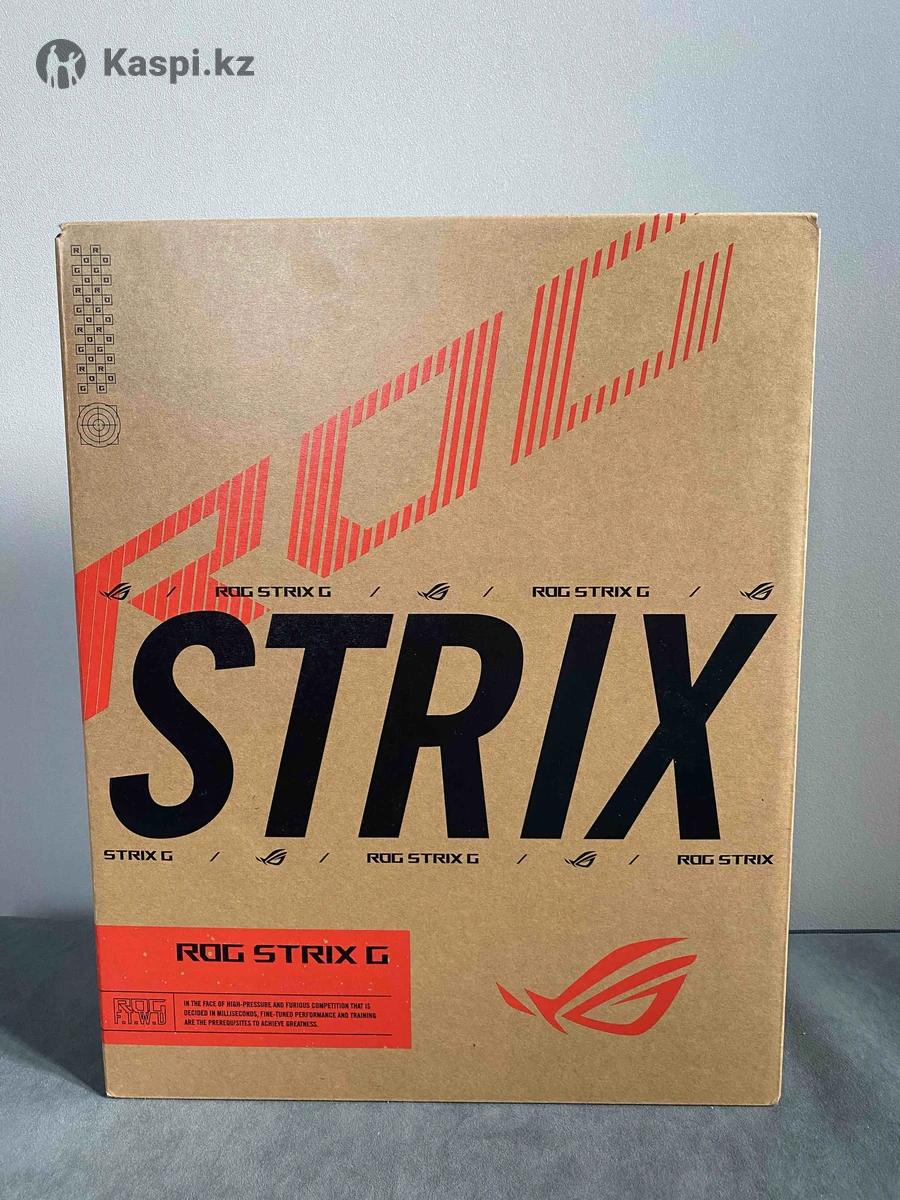 Kaspi.kz
R R
O O
G G
R R
O O
G G
R R
O O
G G
R R
O O
G G
R R
O O
G G
ROG
ROG STRIX G / / ROG STRIX G /
STRIX
STRIX G / / ROG STRIX G / / ROG STRIX
ROG STRIX G
ROG
F.T.W.D
IN THE FACE OF HIGH-PRESSURE AND FURIOUS COMPETITION THAT IS
DECIDED IN MILLISECONDS, FINE-TUNED PERFORMANCE AND TRAINING
ARE THE PREREQUISITES TO ACHIEVE GREATNESS.